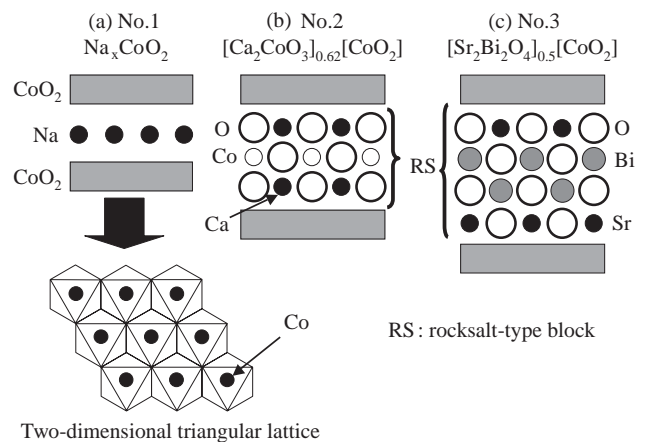 (a) No.1
Na$_x$CoO$_2$
CoO$_2$
Na
CoO$_2$
(b) No.2
[Ca$_2$CoO$_3$]$_{0.62}$[CoO$_2$]
O
Co
Ca
RS
(c) No.3
[Sr$_2$Bi$_2$O$_4$]$_{0.5}$[CoO$_2$]
O
Bi
Sr
Co
RS : rocksalt-type block
Two-dimensional triangular lattice